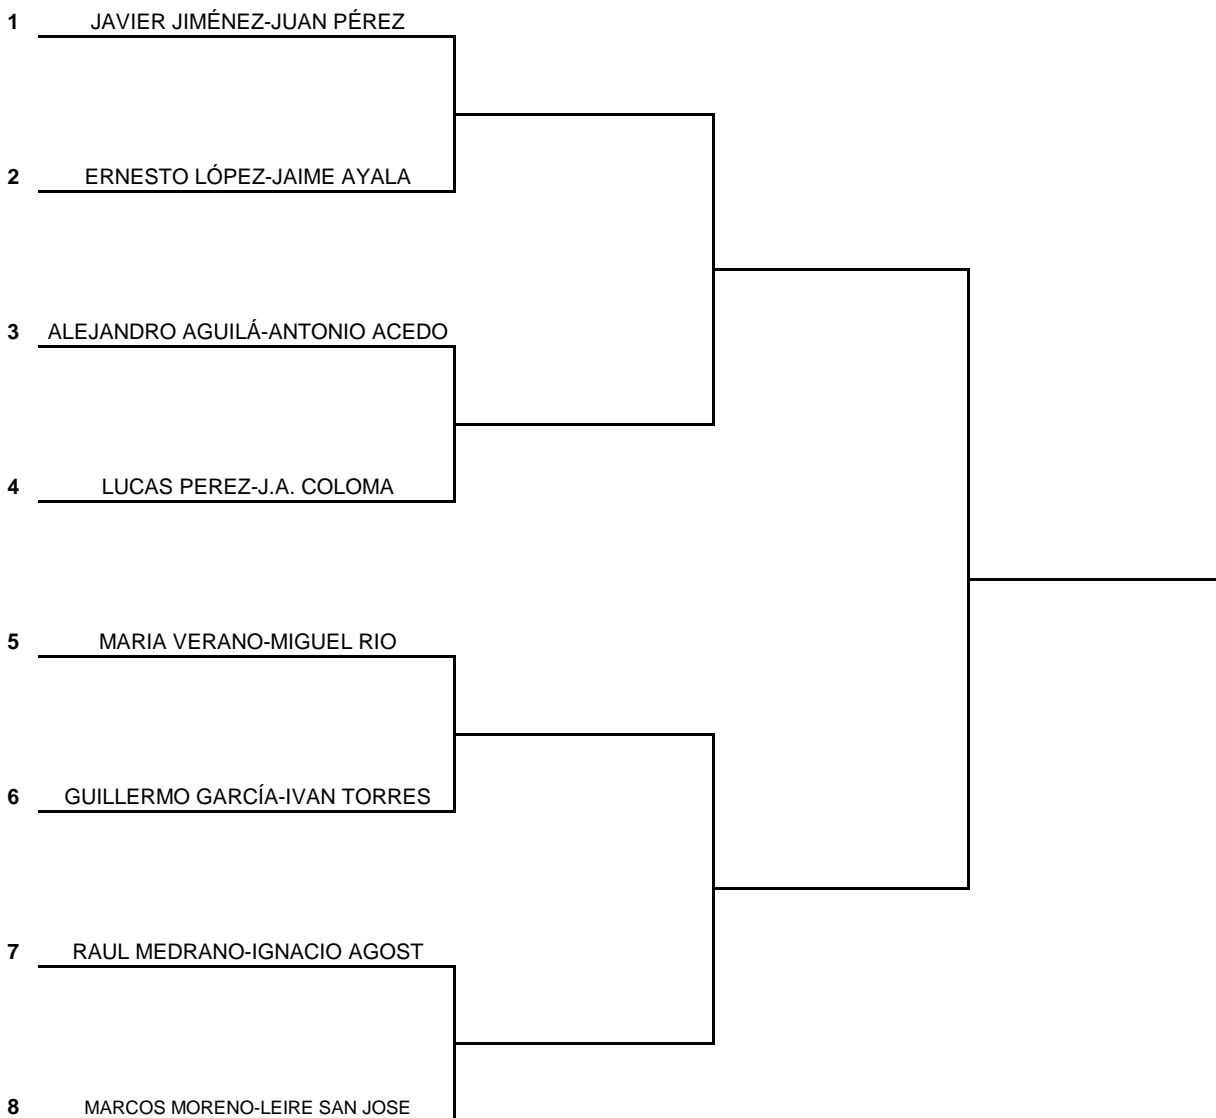 1 JAVIER JIMÉNEZ-JUAN PÉREZ
2 ERNESTO LÓPEZ-JAIME AYALA
3 ALEJANDRO AGUILÁ-ANTONIO ACEDO
4 LUCAS PEREZ-J.A. COLOMA
5 MARIA VERANO-MIGUEL RIO
6 GUILLERMO GARCÍA-IVAN TORRES
7 RAUL MEDRANO-IGNACIO AGOST
8 MARCOS MORENO-LEIRE SAN JOSE